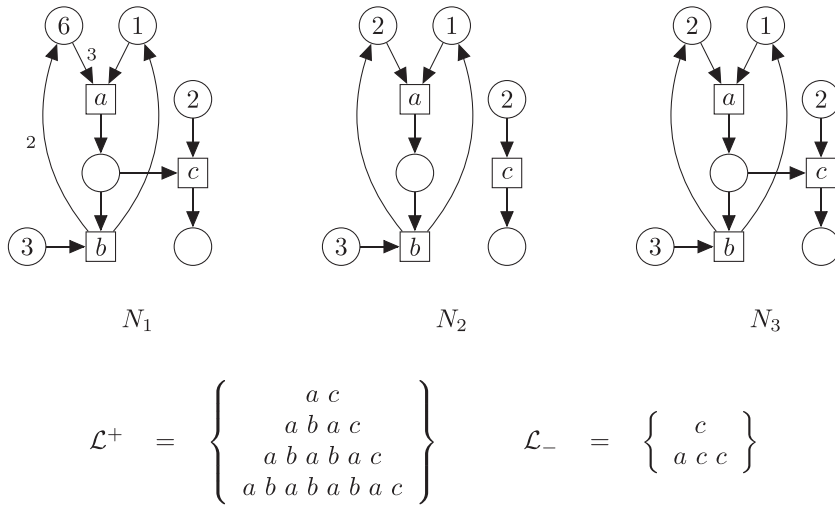 6 1 2 1 2 1
3
a 2 a 2 a 2
2
c c c
3 b 3 b 3 b
N₁ N₂ N₃
a c
a b a c
ℒ⁺ = { a b a b a c } ℒ₋ = { c
a c c }
a b a b a b a c